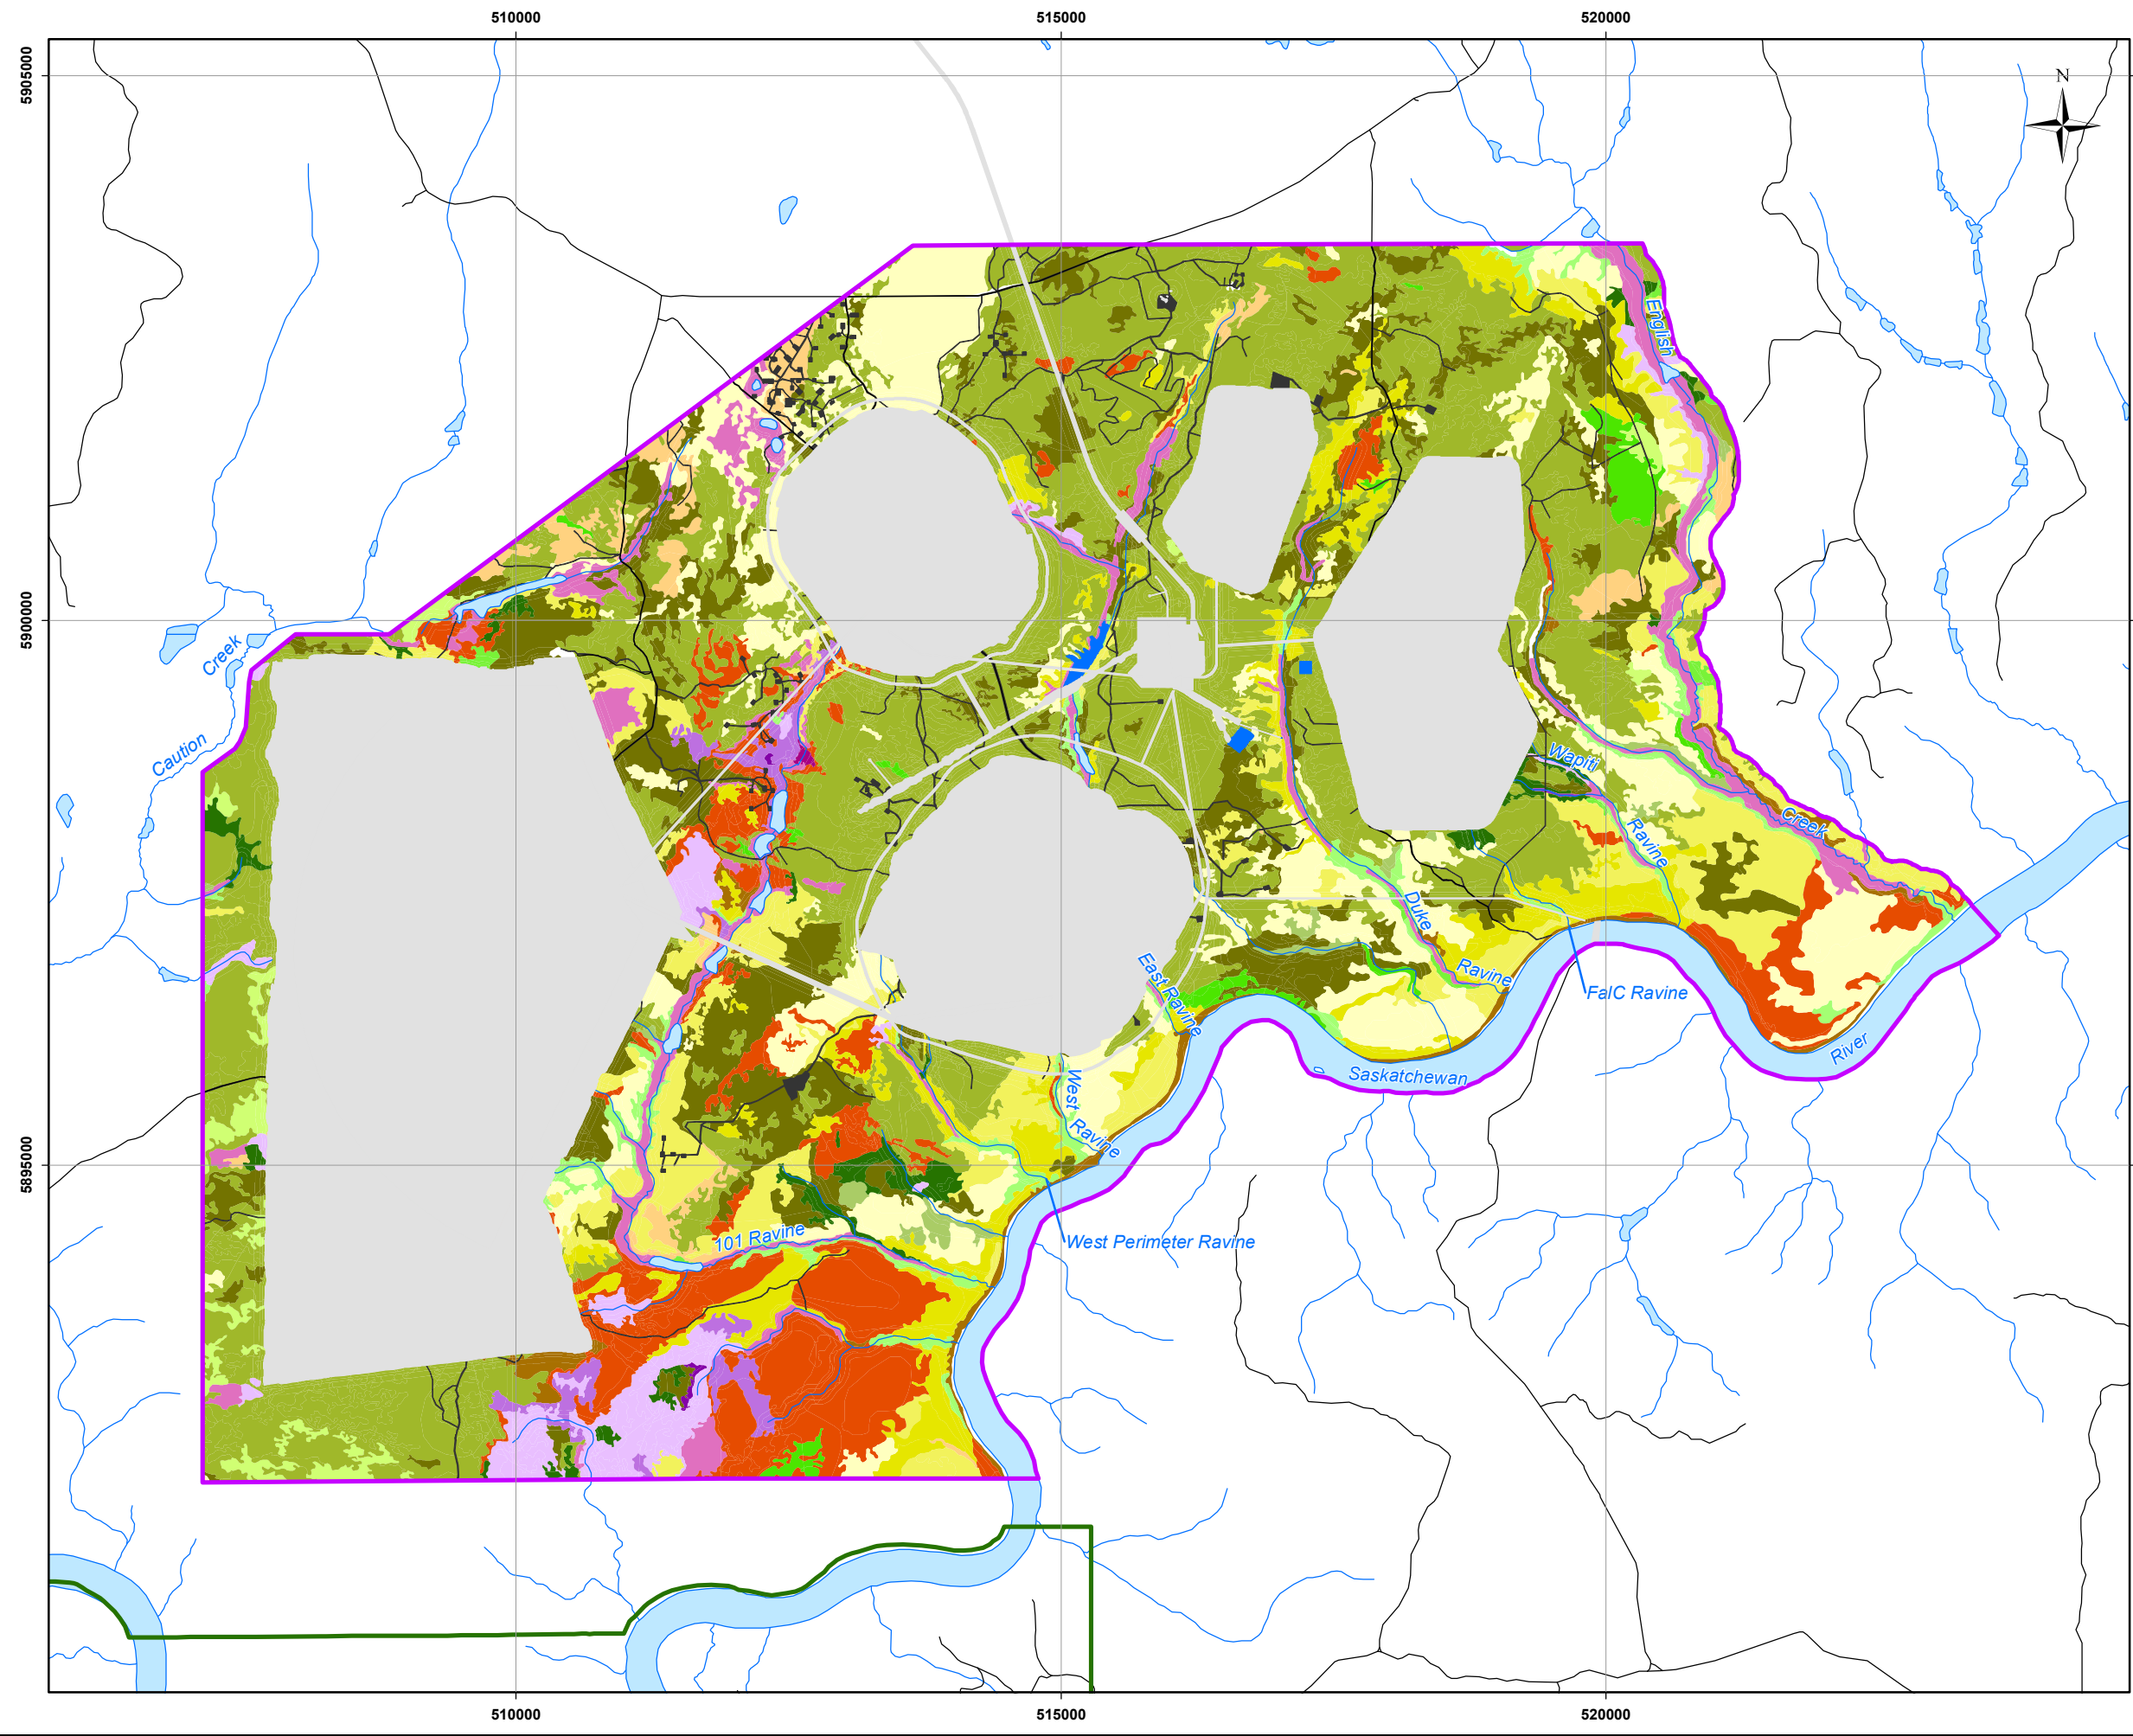 510000
515000
520000
5905000
N
English
5900000
Creek
Caution
Wapiti
Creek
Ravine
Duke
Ravine
East Ravine
FalC Ravine
River
Saskatchewan
West
Ravine
5895000
101 Ravine
West Perimeter Ravine
510000
515000
520000